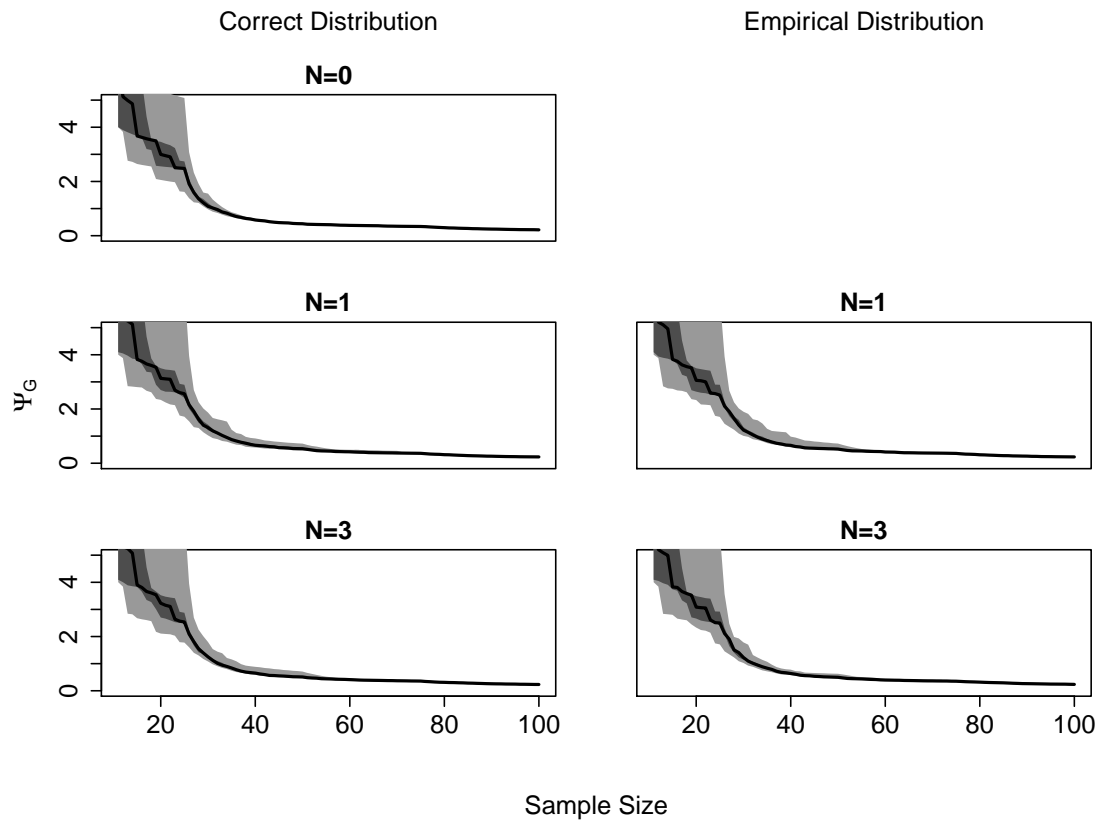 Correct Distribution
Empirical Distribution
N=0
4
2
0
N=1
N=1
4
2
0
Ψ_G
N=3
N=3
4
2
0
20 40 60 80 100
20 40 60 80 100
Sample Size